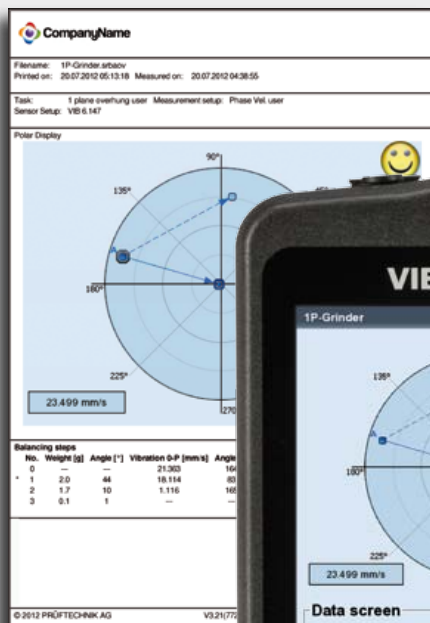 CompanyName
Filename: 1P-Grinder.srbaov
Printed on: 20.07.2012 05:13:18 Measured on: 20.07.2012 04:38:55
Task: 1 plane overhung user Measurement setup: Phase Vel. user
Sensor Setup: VIB 6.147
Polar Display
90°
135°
A
180°
225°
270
23.499 mm/s
Balancing steps
No. Weight [g] Angle [°] Vibration 0-P [mm/s] Angle
0 --- --- 21.303 164
* 1 2.0 44 18.114 83
2 1.7 10 1.116 165
3 0.1 1 --- ---
© 2012 PRÜFTECHNIK AG
VIB
1P-Grinder
135°
A
180°
225°
23.499 mm/s
Data screen